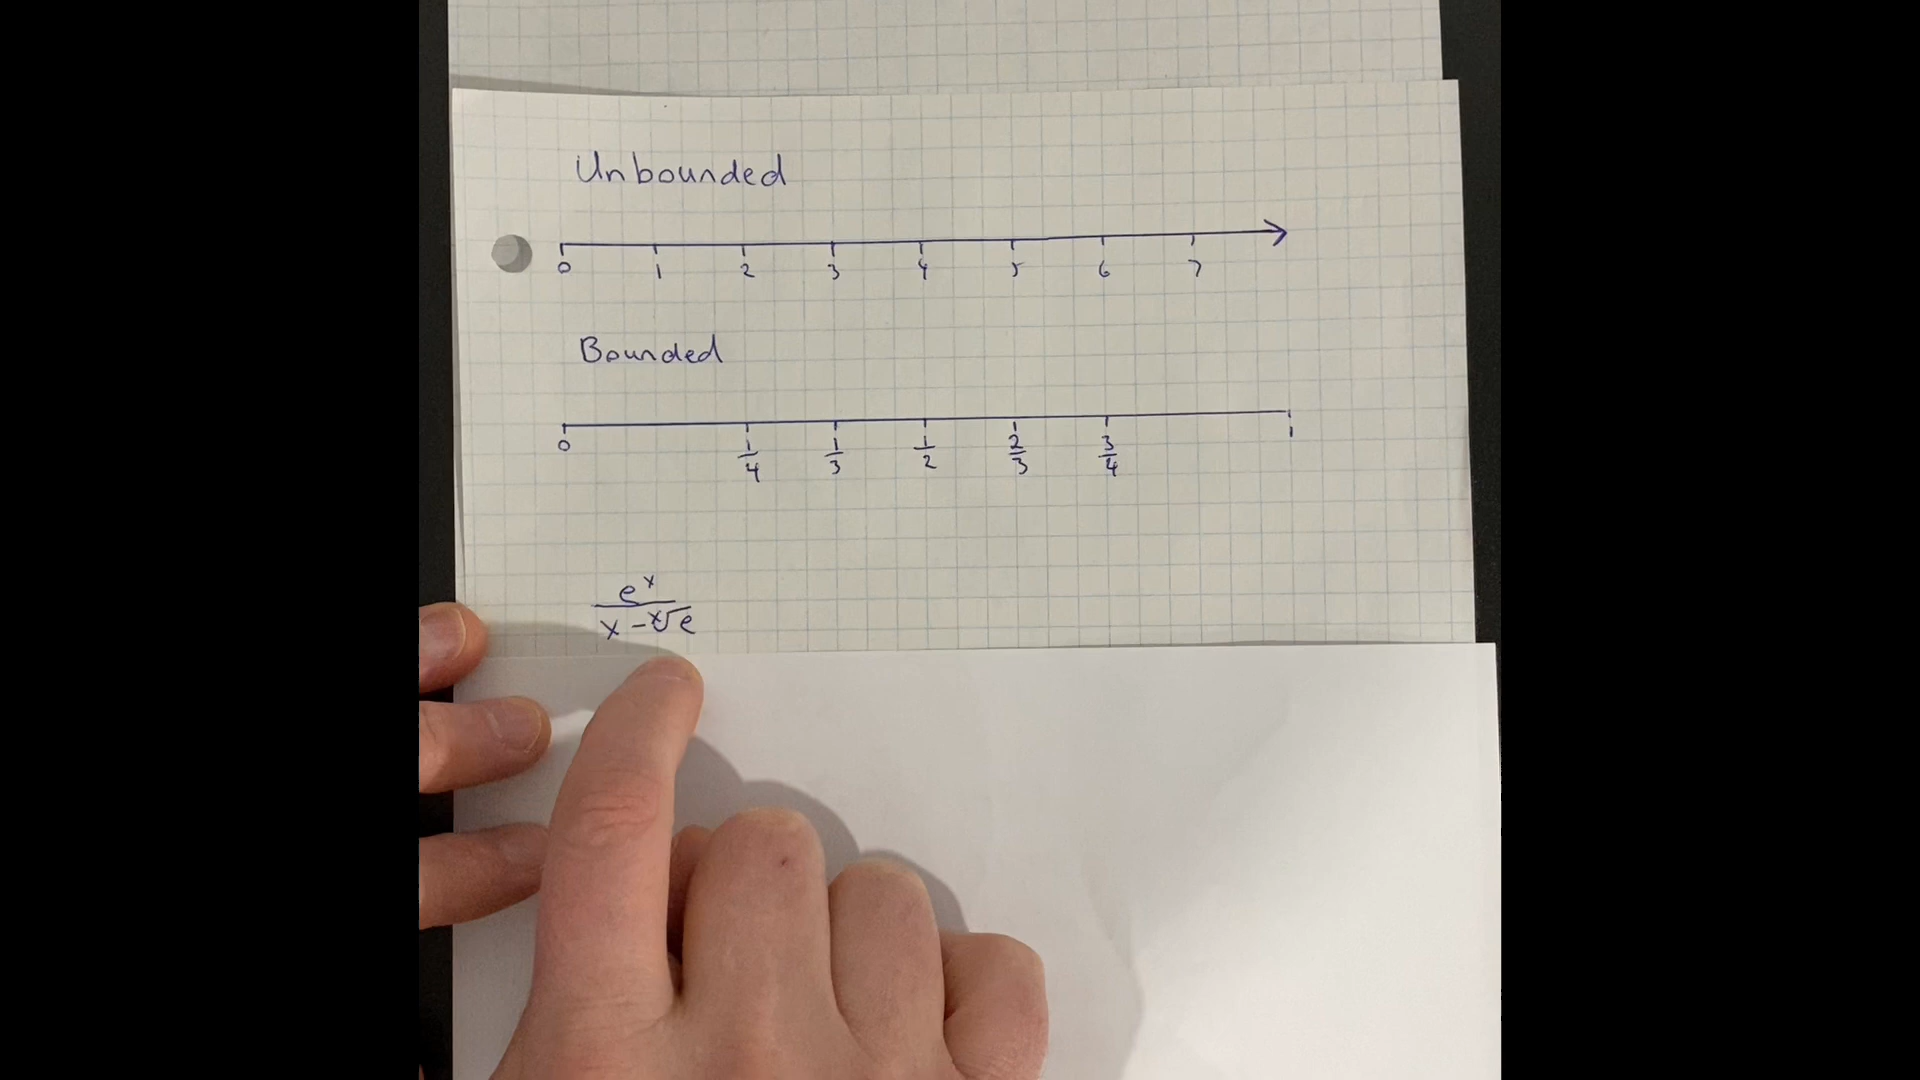 Unbounded
0 1 2 3 4 5 6 7
Bounded
0 1/4 1/3 1/2 2/3 3/4 1
e^x
x - ˣ√e